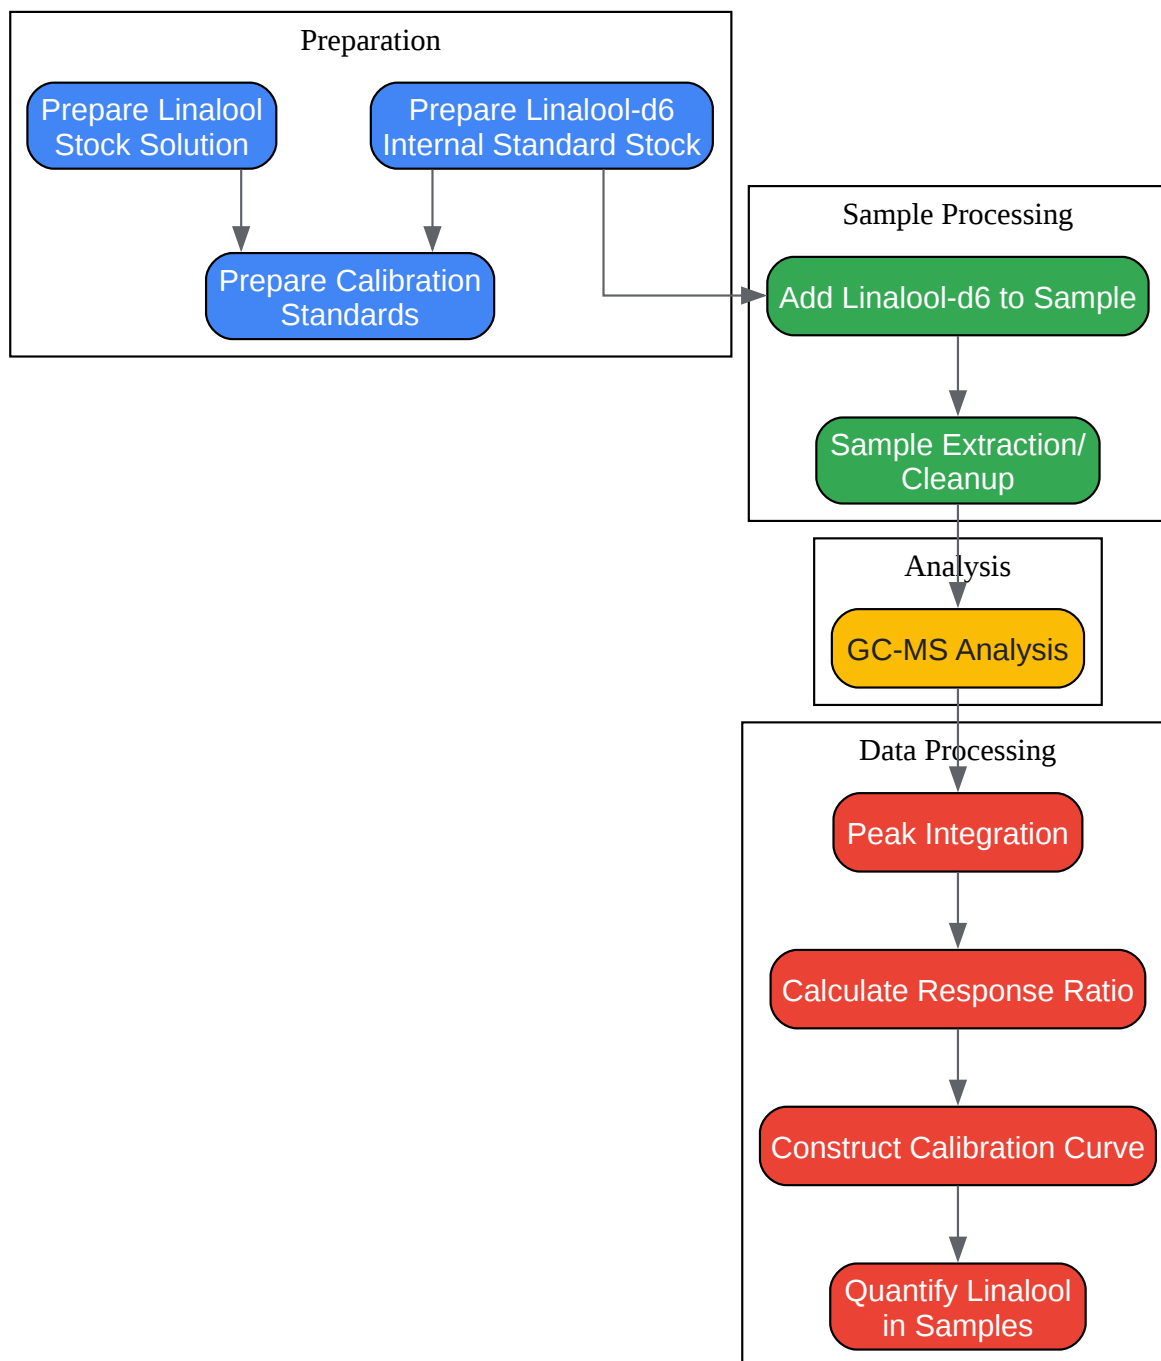 Preparation
Prepare Linalool
Stock Solution
Prepare Linalool-d6
Internal Standard Stock
Prepare Calibration
Standards
Sample Processing
Add Linalool-d6 to Sample
Sample Extraction/
Cleanup
Analysis
GC-MS Analysis
Data Processing
Peak Integration
Calculate Response Ratio
Construct Calibration Curve
Quantify Linalool
in Samples